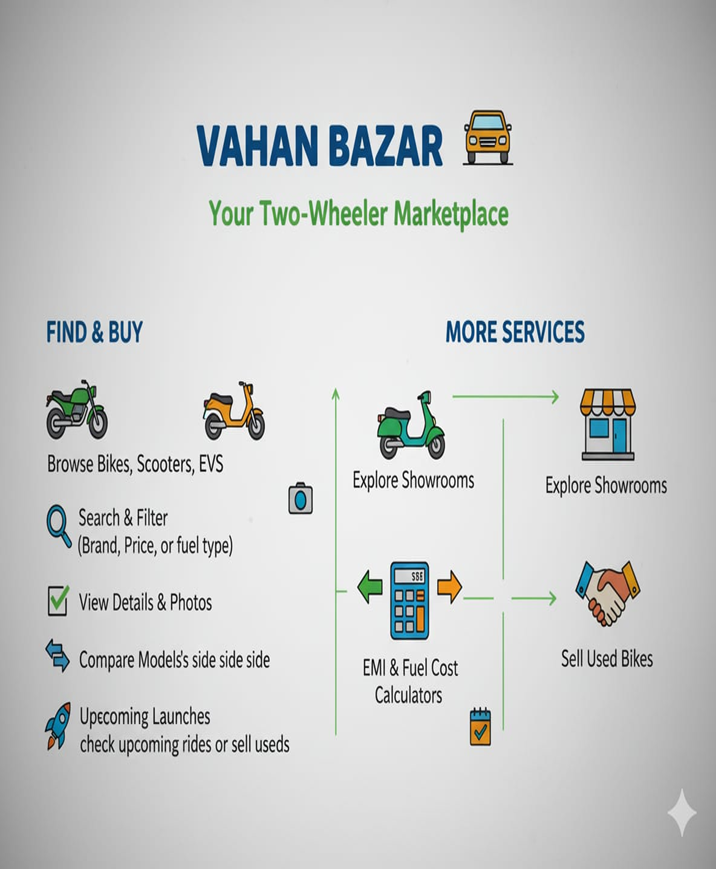 VAHAN BAZAR
Your Two-Wheeler Marketplace
FIND & BUY
Browse Bikes, Scooters, EVS
Search & Filter
(Brand, Price, or fuel type)
View Details & Photos
Compare Models's side side side
Upcoming Launches
check upcoming rides or sell useds
MORE SERVICES
Explore Showrooms
Explore Showrooms
SSE
EMI & Fuel Cost
Calculators
Sell Used Bikes